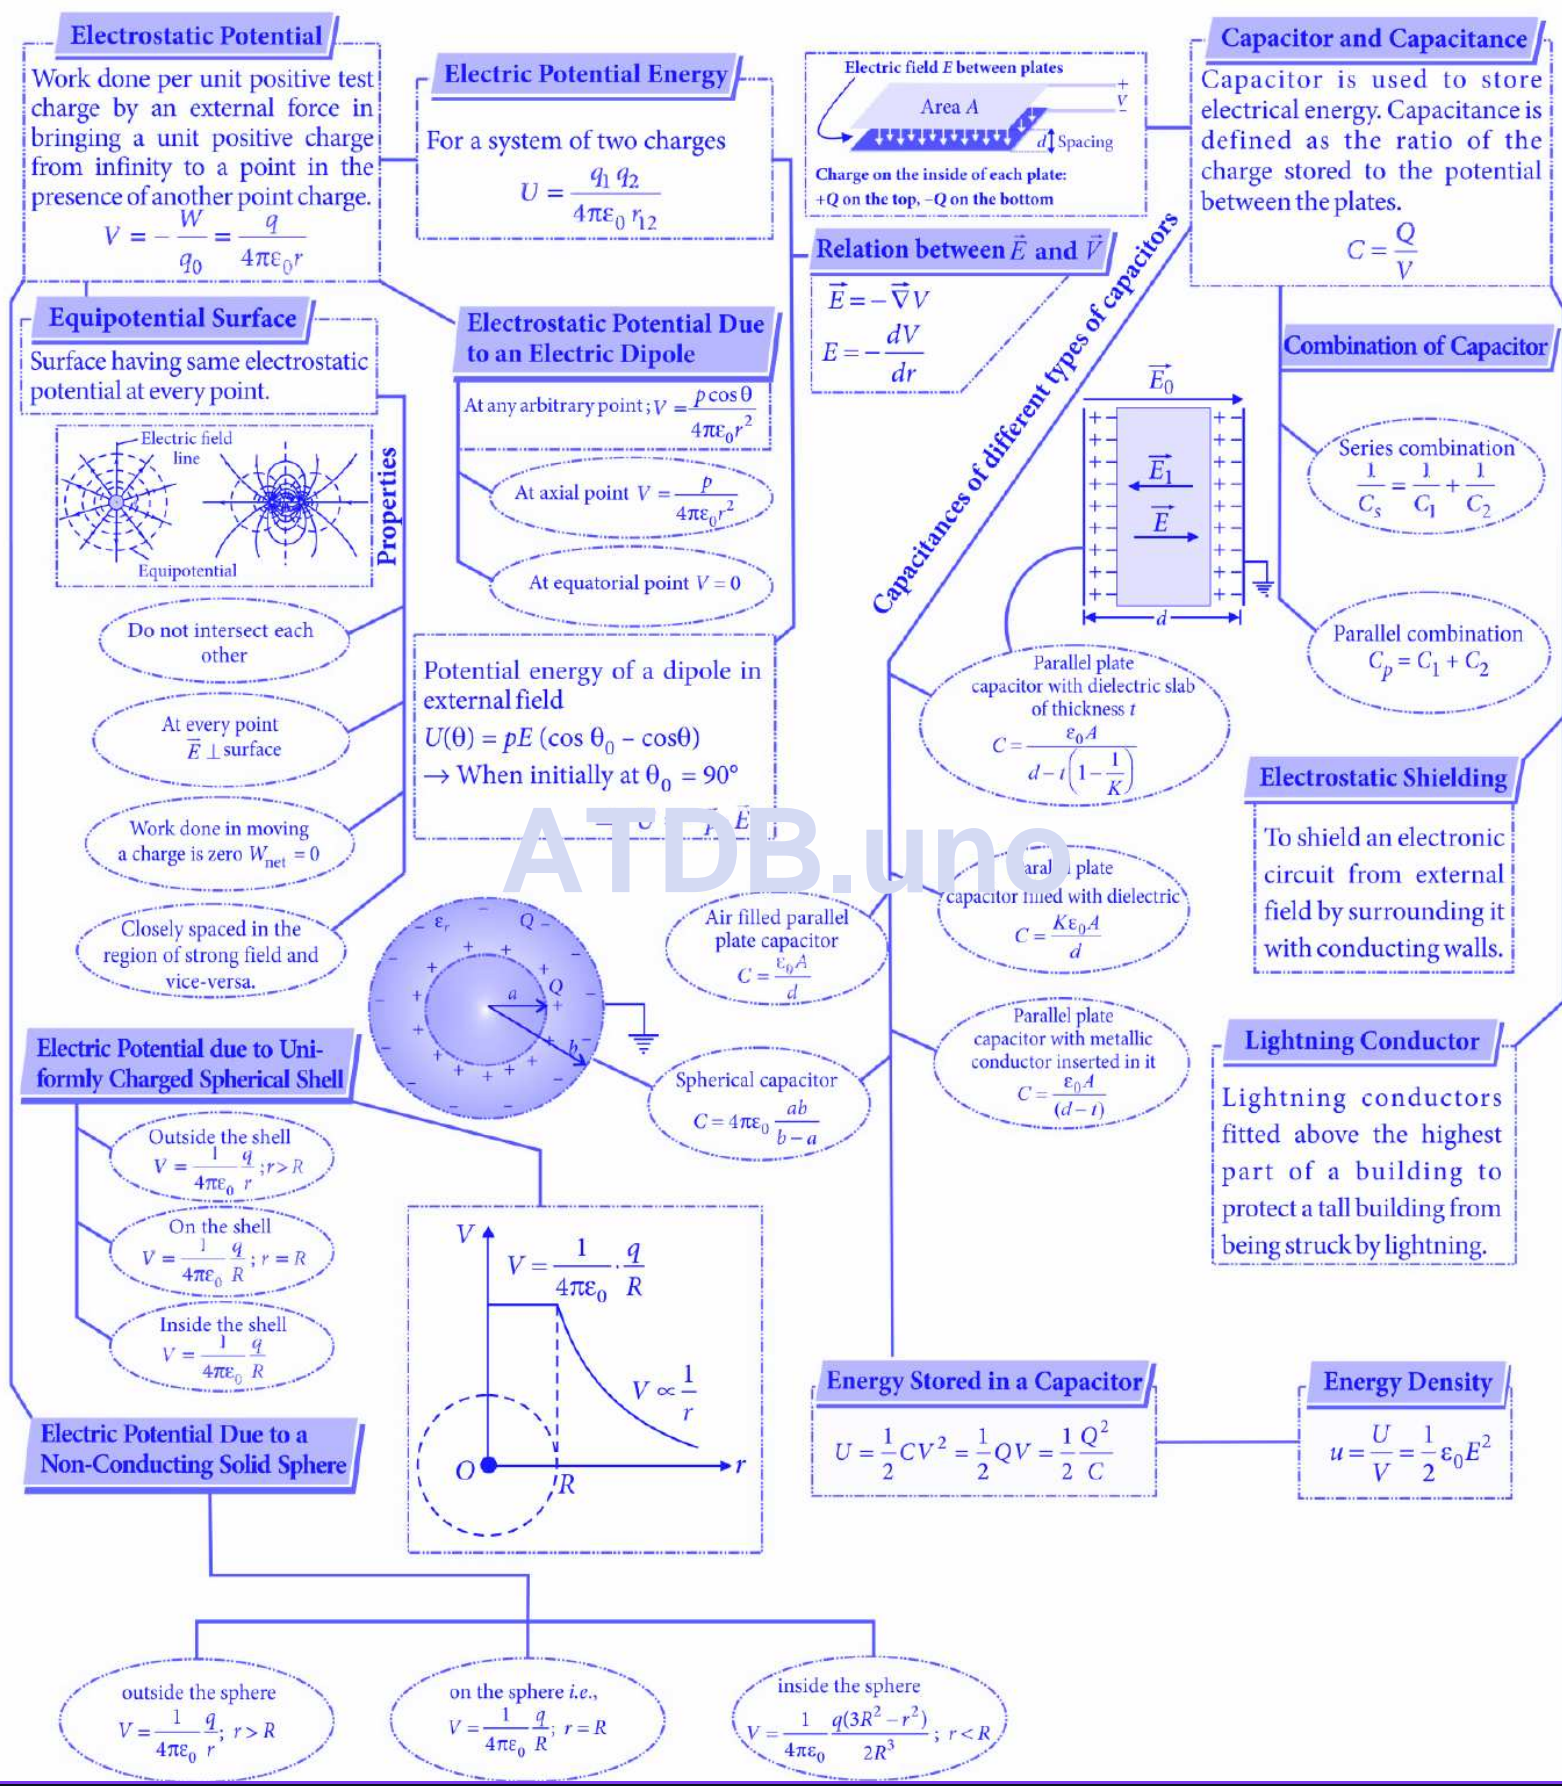 Electrostatic Potential
Work done per unit positive test
charge by an external force in
bringing a unit positive charge
from infinity to a point in the
presence of another point charge.
V = − W/q₀ = q/4πε₀r
Electric Potential Energy
For a system of two charges
U = q₁ q₂/4πε₀ r₁₂
Electric field E between plates
Area A
+
V
−
d
Spacing
Charge on the inside of each plate:
+Q on the top, −Q on the bottom
Capacitor and Capacitance
Capacitor is used to store
electrical energy. Capacitance is
defined as the ratio of the
charge stored to the potential
between the plates.
C = Q/V
Relation between E⃗ and V⃗
E⃗ = −∇⃗V
E = − dV/dr
Equipotential Surface
Surface having same electrostatic
potential at every point.
Electric field
line
Equipotential
Properties
Do not intersect each
other
At every point
E⃗ ⊥ surface
Work done in moving
a charge is zero Wnet = 0
Closely spaced in the
region of strong field and
vice-versa.
Electrostatic Potential Due
to an Electric Dipole
At any arbitrary point; V = p cos θ/4πε₀r²
At axial point V = p/4πε₀r²
At equatorial point V = 0
Potential energy of a dipole in
external field
U(θ) = pE (cos θ₀ – cosθ)
→ When initially at θ₀ = 90°
ATDB.uno
Capacitances of different types of capacitors
E⃗₀
E⃗₁
E⃗
d
Combination of Capacitor
Series combination
1/Cₛ = 1/C₁ + 1/C₂
Parallel combination
Cₚ = C₁ + C₂
Parallel plate
capacitor with dielectric slab
of thickness t
C = ε₀A/d − t(1 − 1/K)
Parallel plate
capacitor filled with dielectric
C = Kε₀A/d
Air filled parallel
plate capacitor
C = ε₀A/d
Parallel plate
capacitor with metallic
conductor inserted in it
C = ε₀A/(d − t)
εᵣ
Q
a
Q
b
Spherical capacitor
C = 4πε₀ ab/b − a
Electrostatic Shielding
To shield an electronic
circuit from external
field by surrounding it
with conducting walls.
Lightning Conductor
Lightning conductors
fitted above the highest
part of a building to
protect a tall building from
being struck by lightning.
Electric Potential due to Uni-
formly Charged Spherical Shell
Outside the shell
V = 1/4πε₀ q/r ; r > R
On the shell
V = 1/4πε₀ q/R ; r = R
Inside the shell
V = 1/4πε₀ q/R
V
V = 1/4πε₀ · q/R
V ∝ 1/r
O
R
r
Energy Stored in a Capacitor
U = 1/2 CV² = 1/2 QV = 1/2 Q²/C
Energy Density
u = U/V = 1/2 ε₀E²
Electric Potential Due to a
Non-Conducting Solid Sphere
outside the sphere
V = 1/4πε₀ q/r; r > R
on the sphere i.e.,
V = 1/4πε₀ q/R; r = R
inside the sphere
V = 1/4πε₀ q(3R² − r²)/2R³ ; r < R